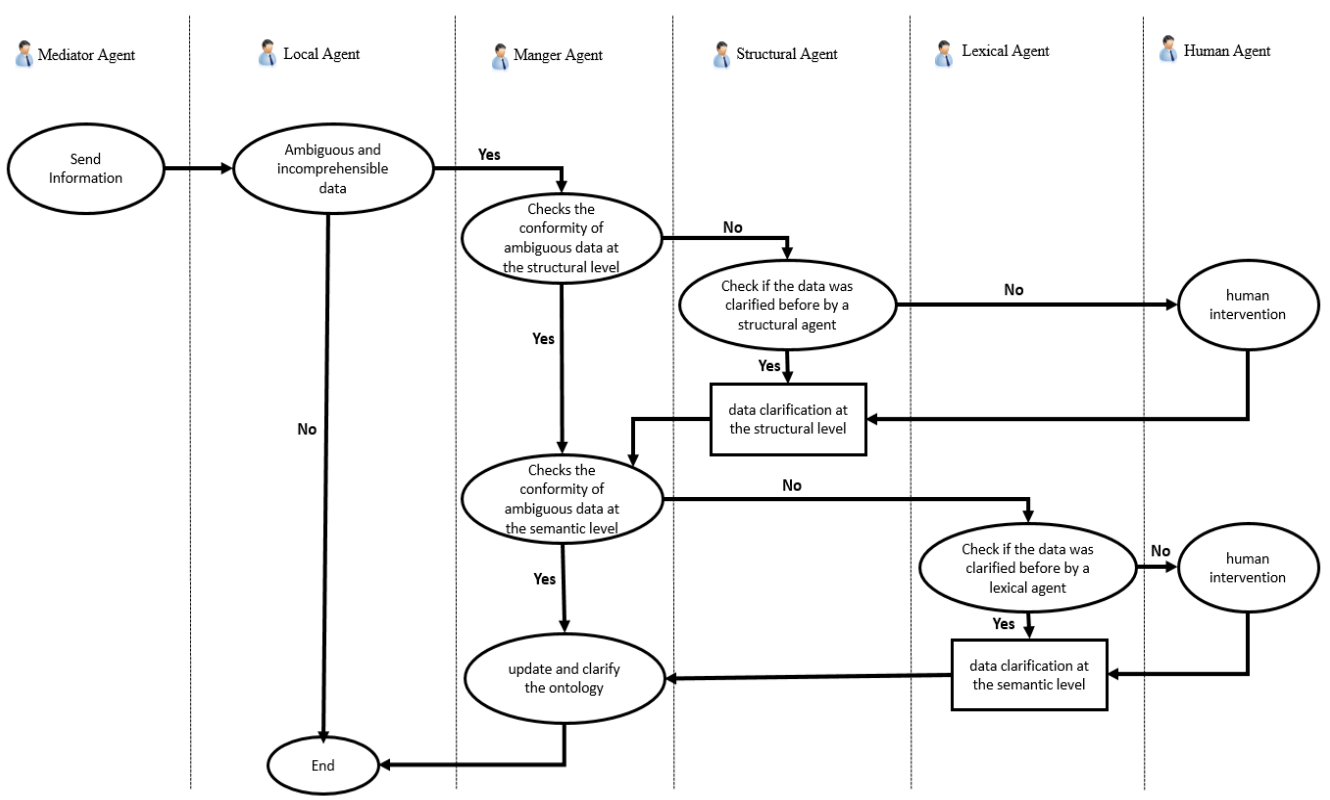 Mediator Agent
Local Agent
Manger Agent
Structural Agent
Lexical Agent
Human Agent
Send
Information
Ambiguous and
incomprehensible
data
Yes
Checks the
conformity of
ambiguous data at
the structural level
No
Check if the data was
clarified before by a
structural agent
No
human
intervention
Yes
Yes
data clarification at
the structural level
No
Checks the
conformity of
ambiguous data at
the semantic level
No
Check if the data was
clarified before by a
lexical agent
No
human
intervention
Yes
Yes
data clarification at
the semantic level
update and clarify
the ontology
End